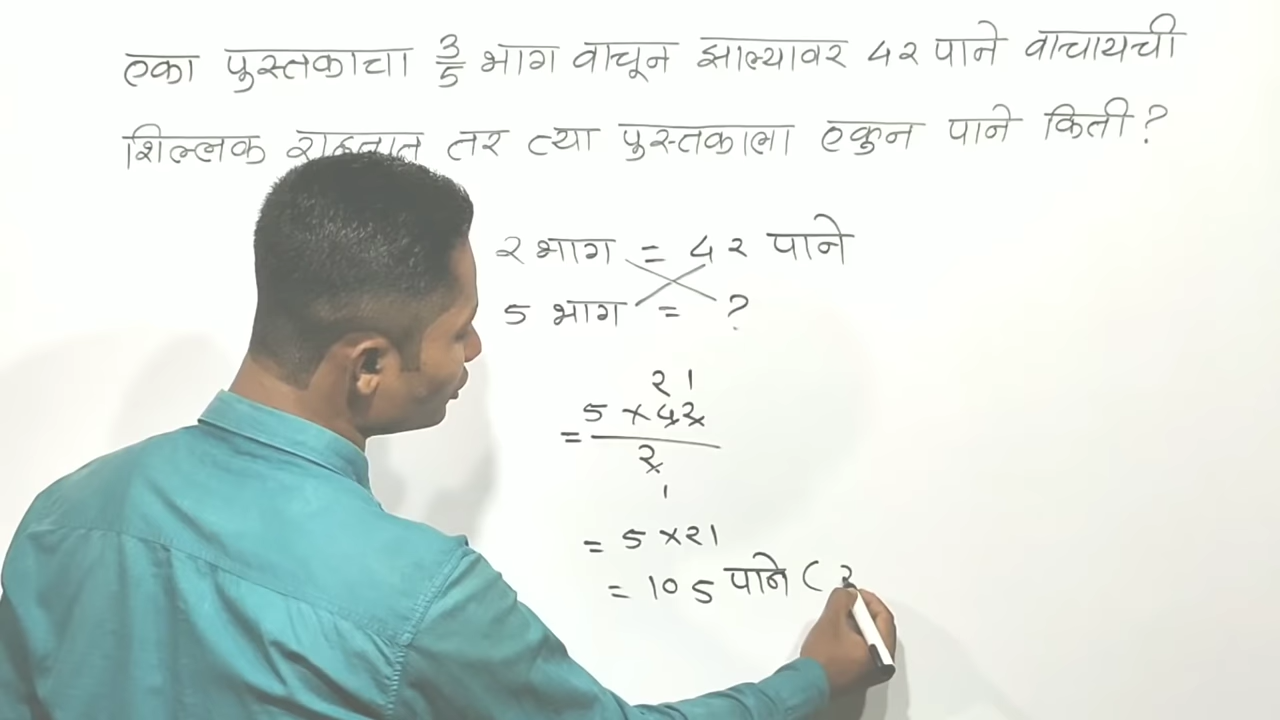 एका पुस्तकाचा 3/5 भाग वाचून झाल्यावर 42 पाने वाचायची
शिल्लक तर त्या पुस्तकाला एकुन पाने किती ?
2 भाग = 42 पाने
5 भाग = ?
21
= 5 × 42
2
1
= 5 × 21
= 105 पाने (